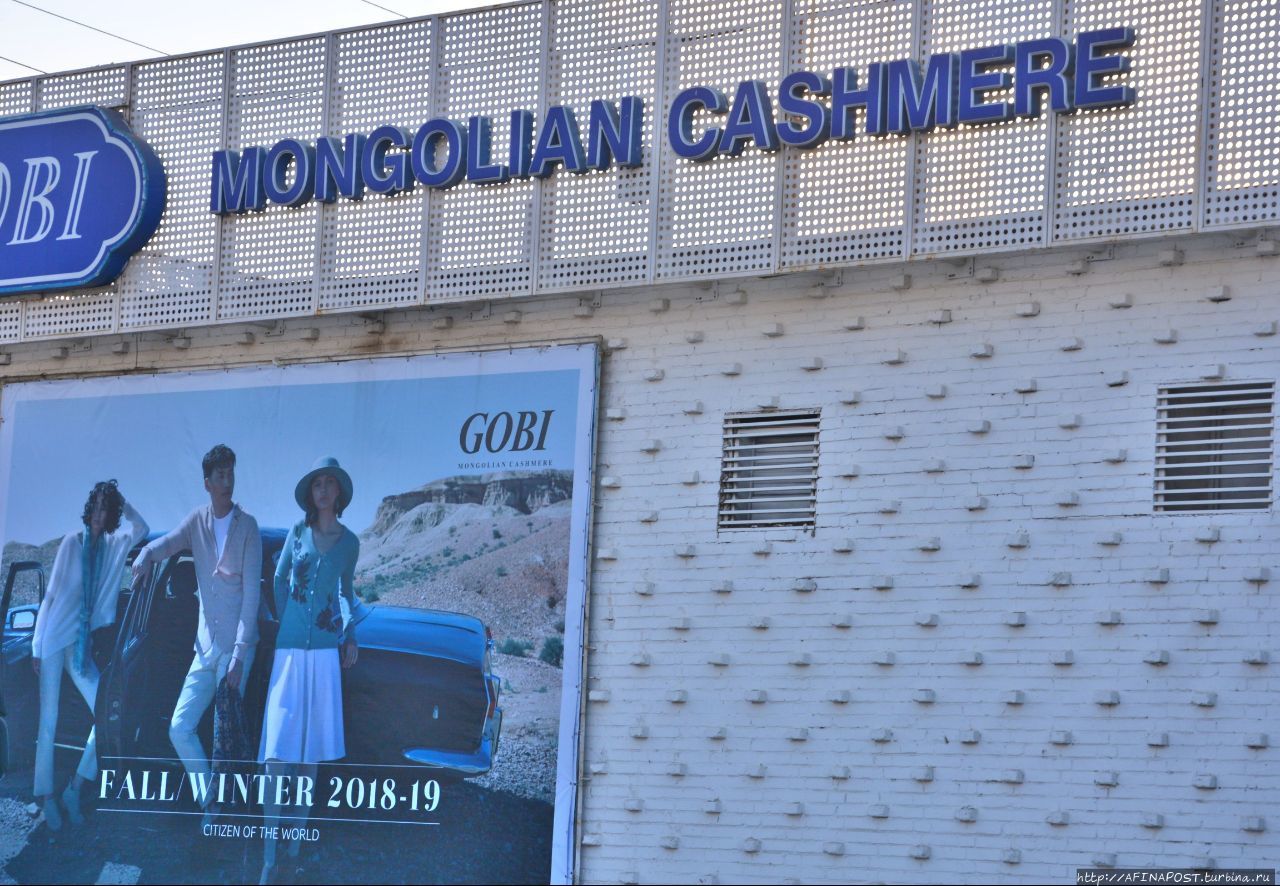 MONGOLIAN CASHMERE
OBI
GOBI
MONGOLIAN CASHMERE
FALL/WINTER 2018-19
CITIZEN OF THE WORLD
http://AFINAPOST.turbina.ru